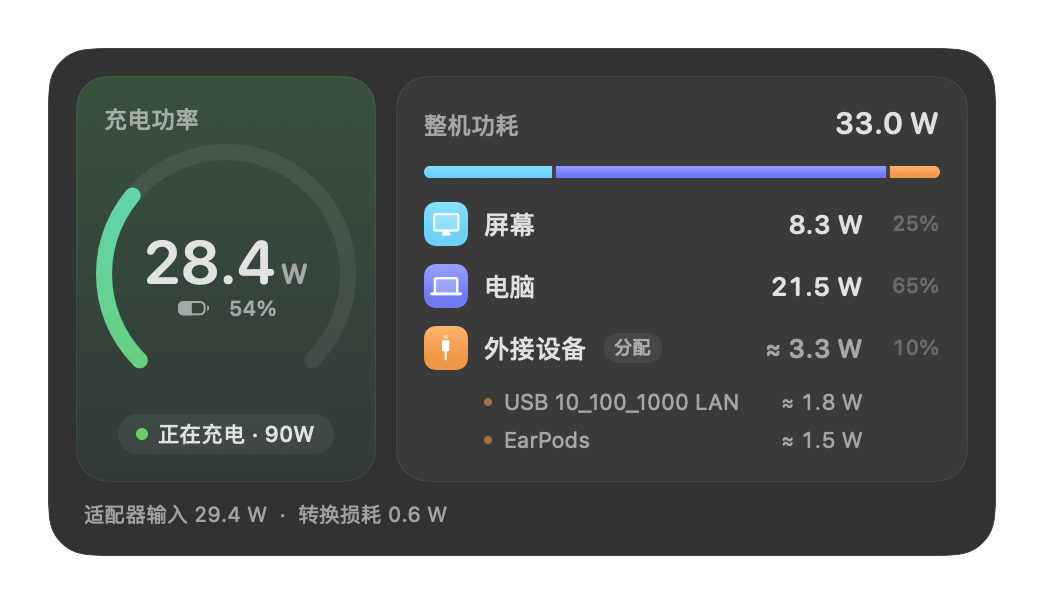 充电功率
28.4 W
54%
正在充电 · 90W
整机功耗 33.0 W
屏幕 8.3 W 25%
电脑 21.5 W 65%
外接设备 分配 ≈ 3.3 W 10%
USB 10_100_1000 LAN ≈ 1.8 W
EarPods ≈ 1.5 W
适配器输入 29.4 W · 转换损耗 0.6 W